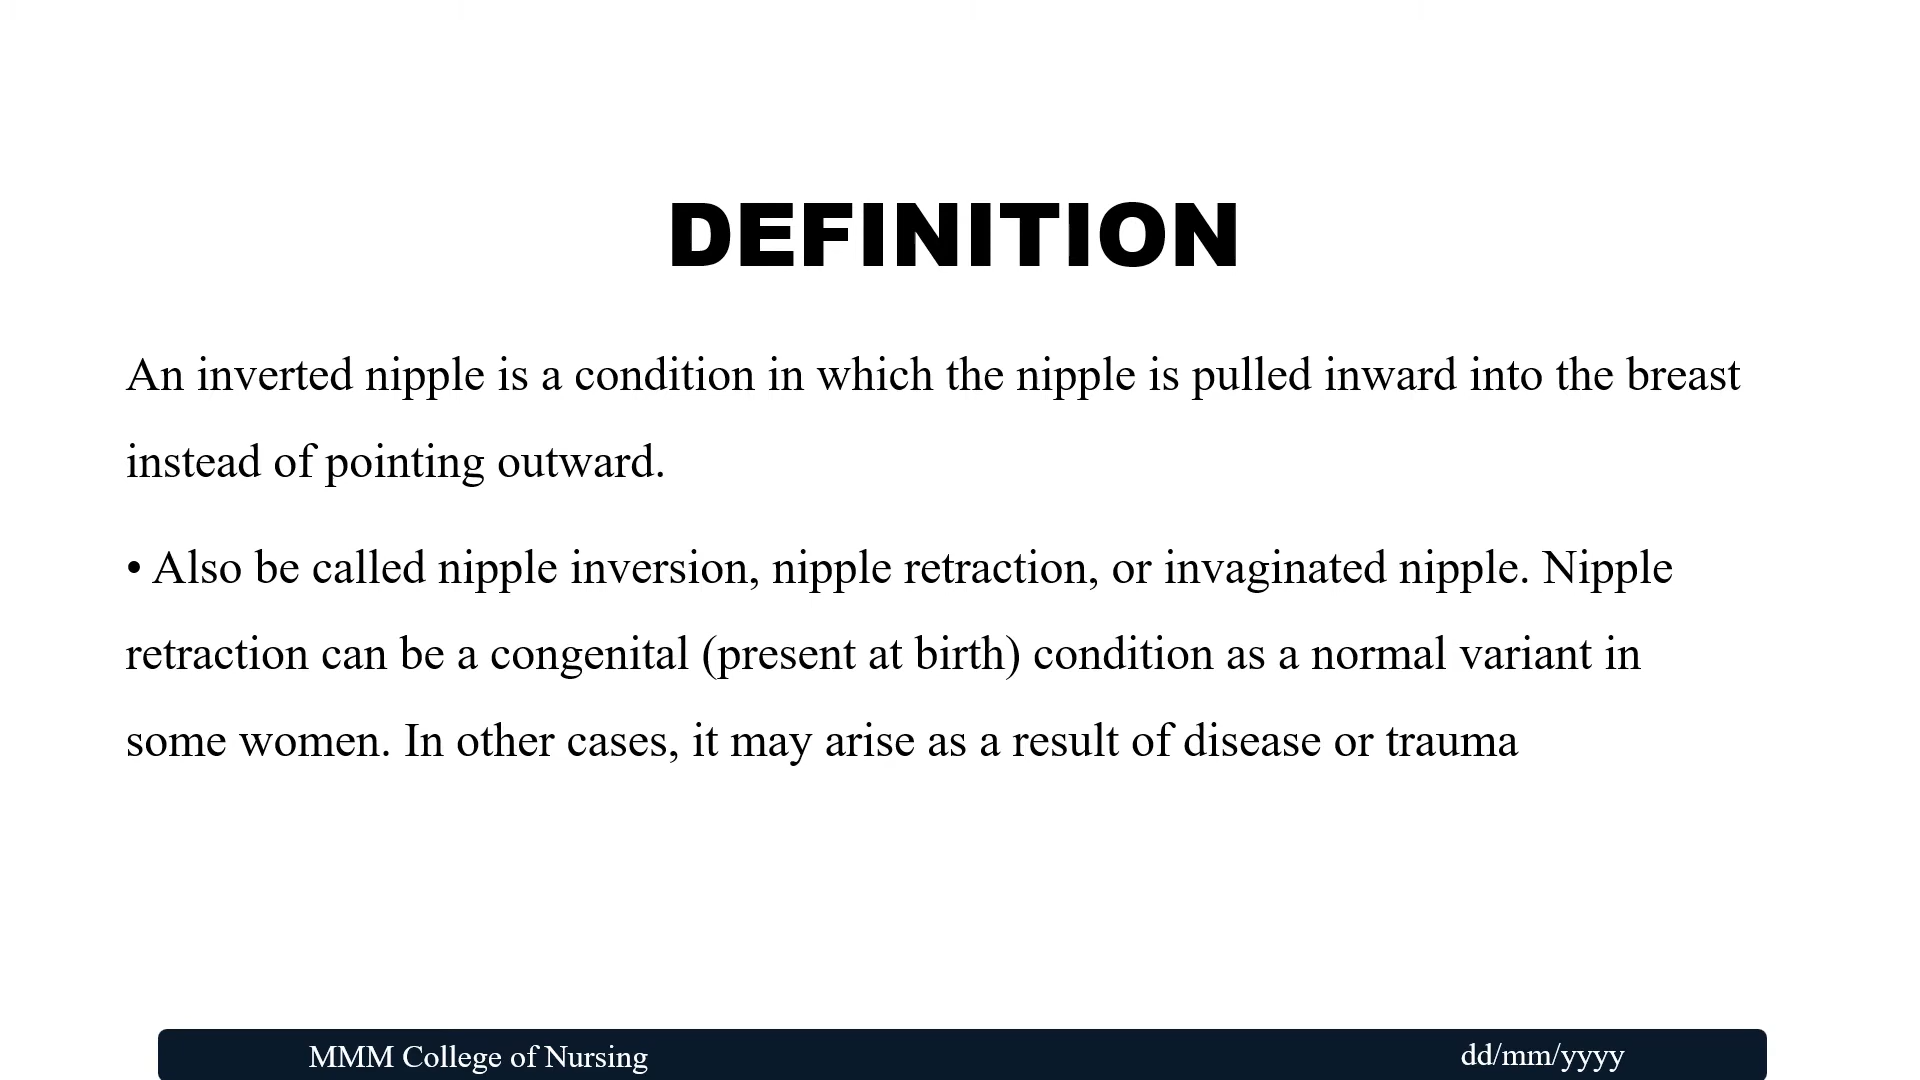 DEFINITION
An inverted nipple is a condition in which the nipple is pulled inward into the breast
instead of pointing outward.
• Also be called nipple inversion, nipple retraction, or invaginated nipple. Nipple
retraction can be a congenital (present at birth) condition as a normal variant in
some women. In other cases, it may arise as a result of disease or trauma
MMM College of Nursing
dd/mm/yyyy